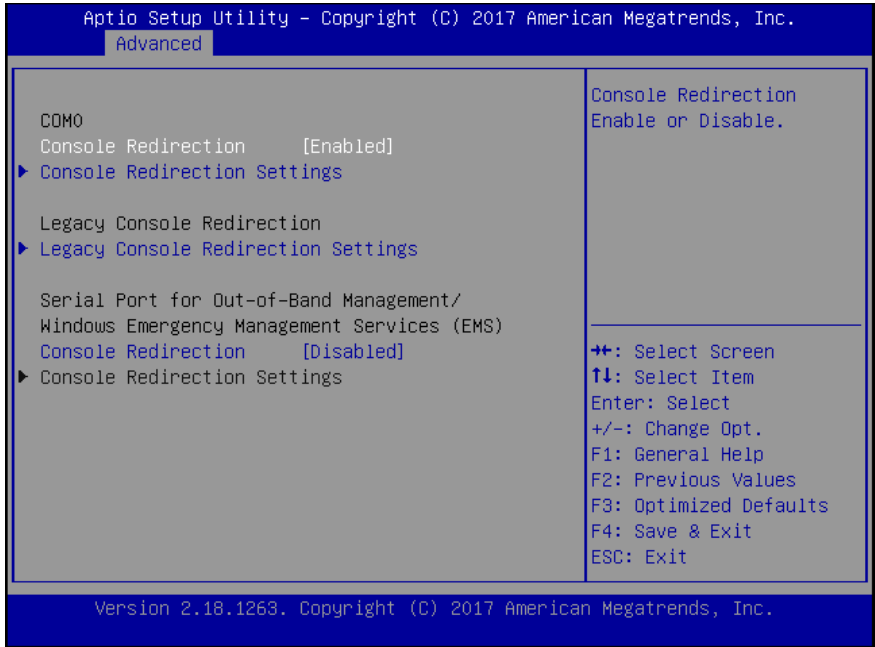 Aptio Setup Utility – Copyright (C) 2017 American Megatrends, Inc.
Advanced
COM0
Console Redirection [Enabled]
Console Redirection Settings
Legacy Console Redirection
Legacy Console Redirection Settings
Serial Port for Out-of-Band Management/
Windows Emergency Management Services (EMS)
Console Redirection [Disabled]
Console Redirection Settings
Console Redirection
Enable or Disable.
→←: Select Screen
↑↓: Select Item
Enter: Select
+/-: Change Opt.
F1: General Help
F2: Previous Values
F3: Optimized Defaults
F4: Save & Exit
ESC: Exit
Version 2.18.1263. Copyright (C) 2017 American Megatrends, Inc.